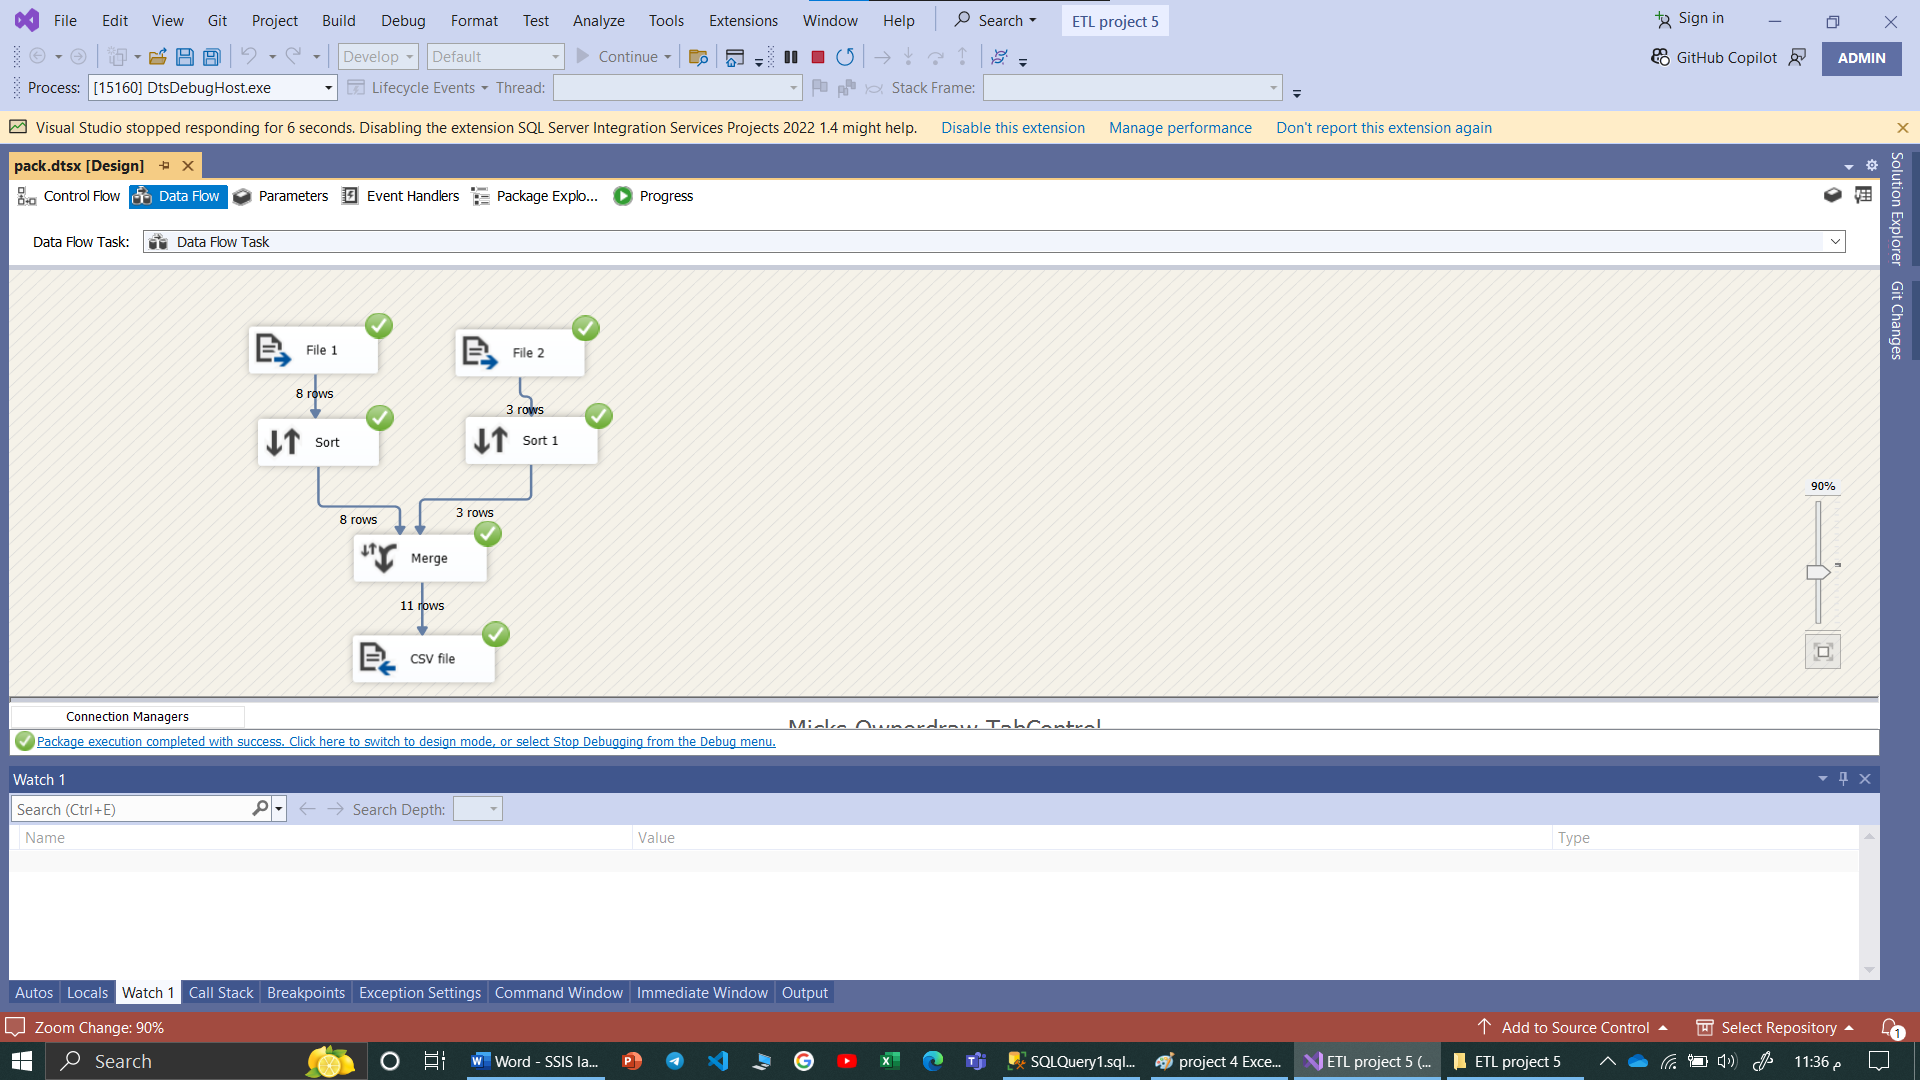 File Edit View Git Project Build Debug Format Test Analyze Tools Extensions Window Help Search ETL project 5 Sign in
Develop Default Continue GitHub Copilot ADMIN
Process: [15160] DtsDebugHost.exe Lifecycle Events Thread: Stack Frame:
Visual Studio stopped responding for 6 seconds. Disabling the extension SQL Server Integration Services Projects 2022 1.4 might help. Disable this extension Manage performance Don't report this extension again
pack.dtsx [Design]
Control Flow Data Flow Parameters Event Handlers Package Explo... Progress
Data Flow Task: Data Flow Task
Solution Explorer
Git Changes
File 1
File 2
8 rows
3 rows
Sort
Sort 1
8 rows
3 rows
Merge
11 rows
CSV file
90%
Connection Managers
Micks Ownerdraw TabControl
Package execution completed with success. Click here to switch to design mode, or select Stop Debugging from the Debug menu.
Watch 1
Search (Ctrl+E) Search Depth:
Name Value Type
Autos Locals Watch 1 Call Stack Breakpoints Exception Settings Command Window Immediate Window Output
Zoom Change: 90% Add to Source Control Select Repository 1
Search Word - SSIS la... SQLQuery1.sql... project 4 Exce... ETL project 5 (... ETL project 5 11:36 م